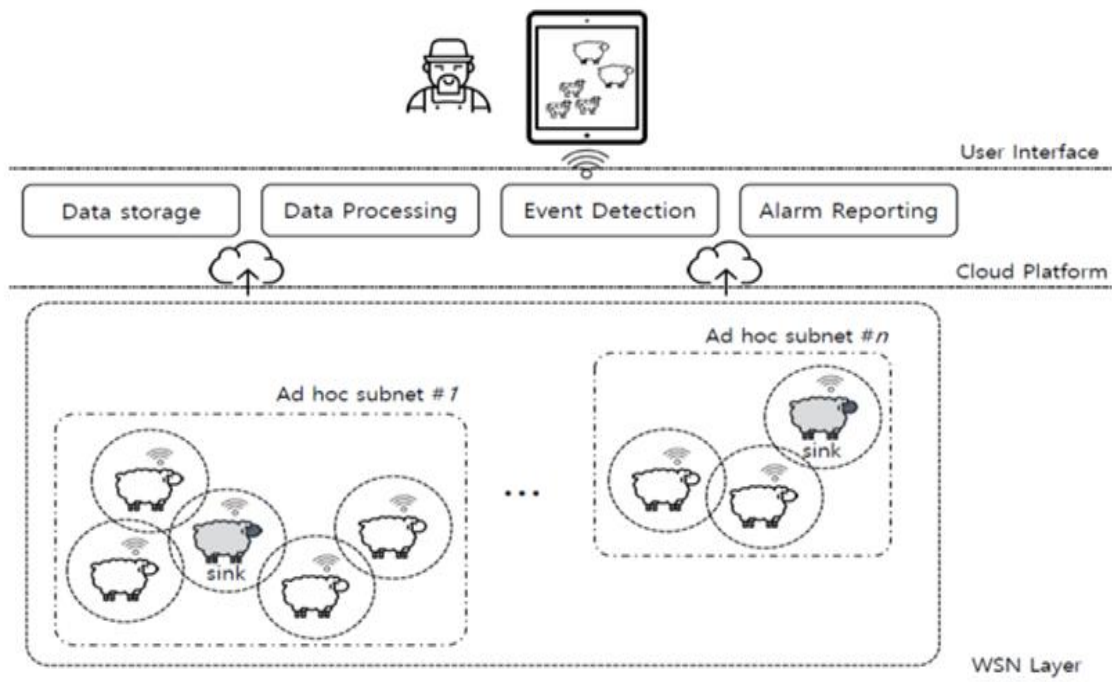 User Interface
Data storage
Data Processing
Event Detection
Alarm Reporting
Cloud Platform
Ad hoc subnet #n
Ad hoc subnet #1
sink
sink
...
WSN Layer